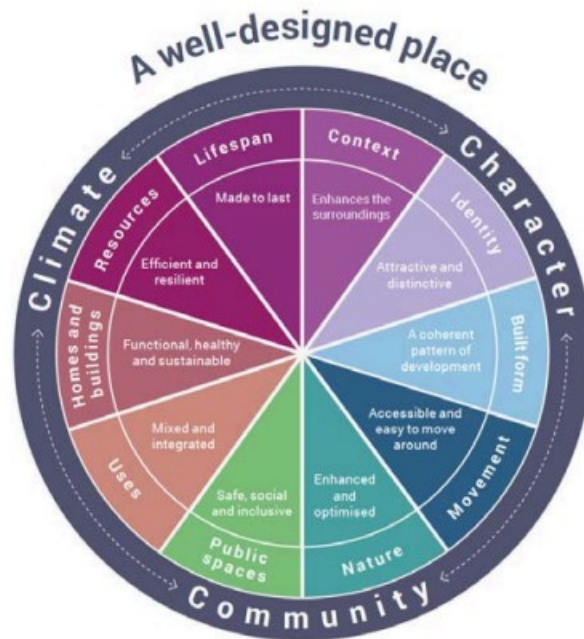 A well-designed place
Climate
Character
Community
Context
Enhances the
surroundings
Identity
Attractive and
distinctive
Built form
A coherent
pattern of
development
Movement
Accessible and
easy to move
around
Nature
Enhanced
and
optimised
Public
spaces
Safe, social
and inclusive
Uses
Mixed and
integrated
Homes and
buildings
Functional, healthy
and sustainable
Resources
Efficient and
resilient
Lifespan
Made to last